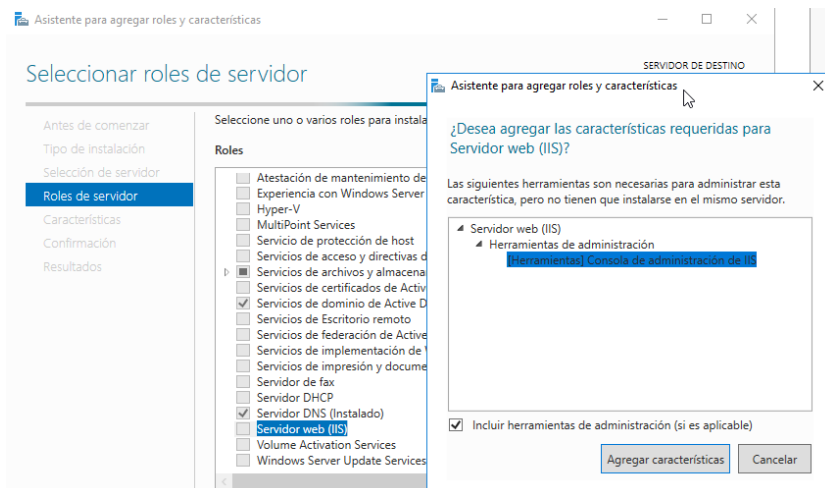 Asistente para agregar roles y características
Seleccionar roles de servidor
SERVIDOR DE DESTINO
Antes de comenzar
Tipo de instalación
Selección de servidor
Roles de servidor
Características
Confirmación
Resultados
Seleccione uno o varios roles para instala
Roles
Atestación de mantenimiento de
Experiencia con Windows Server
Hyper-V
MultiPoint Services
Servicio de protección de host
Servicios de acceso y directivas d
Servicios de archivos y almacena
Servicios de certificados de Activ
Servicios de dominio de Active D
Servicios de Escritorio remoto
Servicios de federación de Active
Servicios de implementación de
Servicios de impresión y docume
Servidor de fax
Servidor DHCP
Servidor DNS (Instalado)
Servidor web (IIS)
Volume Activation Services
Windows Server Update Services
Asistente para agregar roles y características
¿Desea agregar las características requeridas para
Servidor web (IIS)?
Las siguientes herramientas son necesarias para administrar esta
característica, pero no tienen que instalarse en el mismo servidor.
Servidor web (IIS)
Herramientas de administración
[Herramientas] Consola de administración de IIS
Incluir herramientas de administración (si es aplicable)
Agregar características
Cancelar